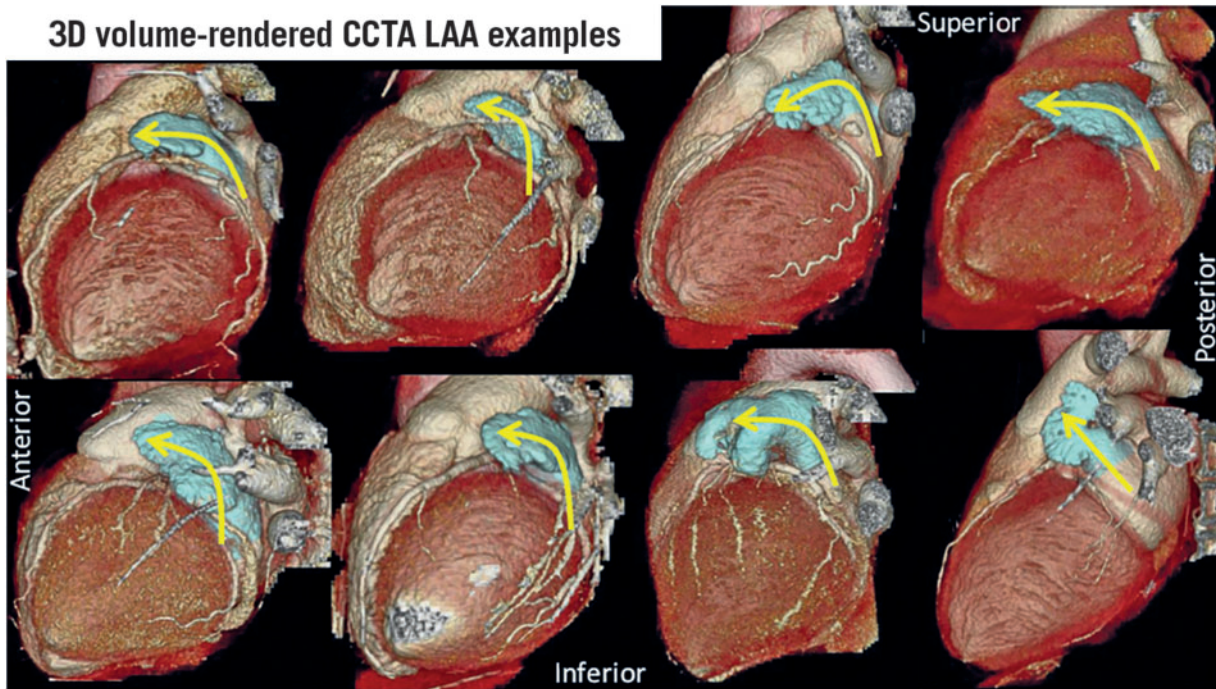 3D volume-rendered CCTA LAA examples
Superior
Posterior
Anterior
Inferior